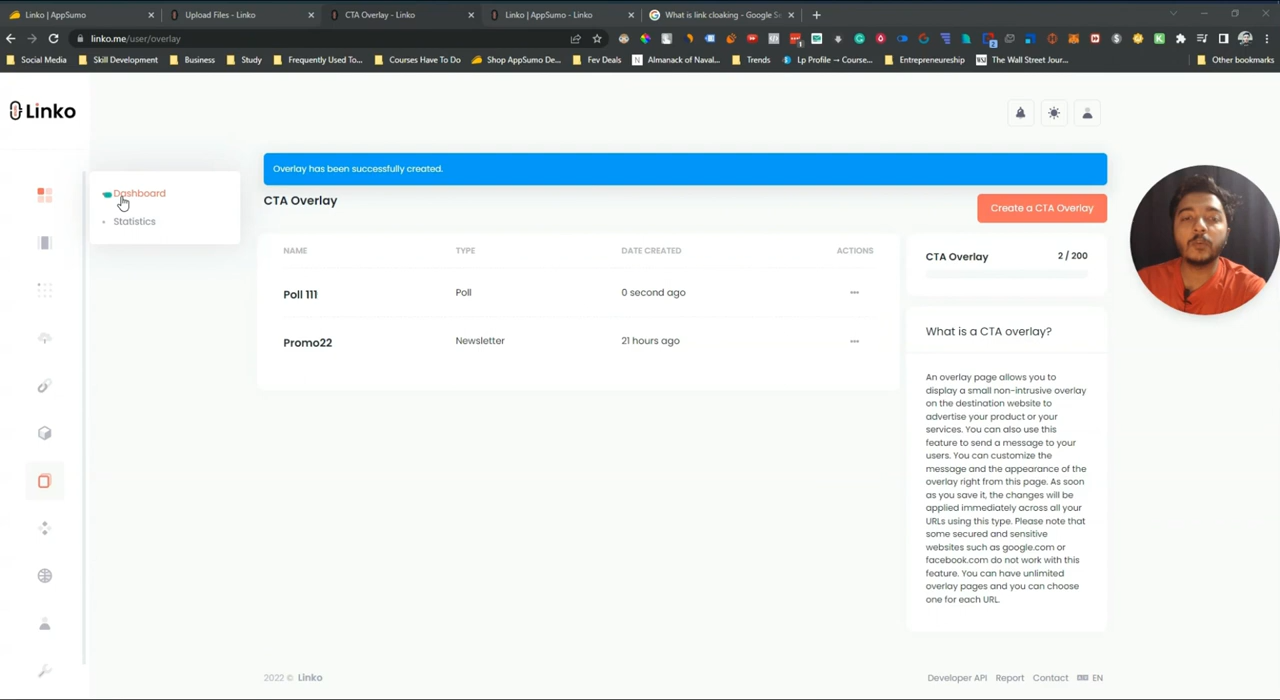 Linko | AppSumo
Upload Files - Linko
CTA Overlay - Linko
Linko | AppSumo - Linko
What is link cloaking - Google Se
linko.me/user/overlay
Social Media
Skill Development
Business
Study
Frequently Used To...
Courses Have To Do
Shop AppSumo De...
Fev Deals
Almanack of Naval...
Trends
Lp Profile → Course...
Entrepreneureship
The Wall Street Jour...
Other bookmarks
Linko
Dashboard
Statistics
Overlay has been successfully created.
CTA Overlay
Create a CTA Overlay
NAME TYPE DATE CREATED ACTIONS
Poll 111 Poll 0 second ago
Promo22 Newsletter 21 hours ago
CTA Overlay 2 / 200
What is a CTA overlay?
An overlay page allows you to
display a small non-intrusive overlay
on the destination website to
advertise your product or your
services. You can also use this
feature to send a message to your
users. You can customize the
message and the appearance of the
overlay right from this page. As soon
as you save it, the changes will be
applied immediately across all your
URLs using this type. Please note that
some secured and sensitive
websites such as google.com or
facebook.com do not work with this
feature. You can have unlimited
overlay pages and you can choose
one for each URL.
2022 © Linko
Developer API Report Contact EN